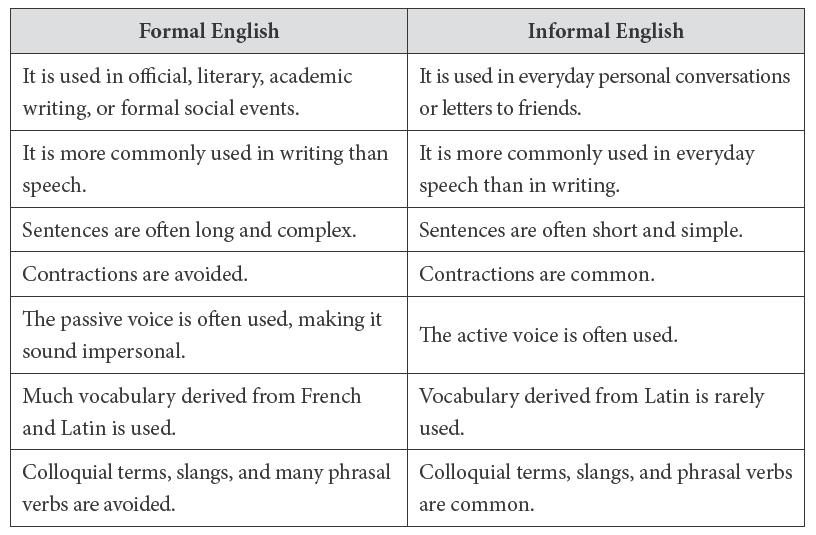 Formal English
Informal English
It is used in official, literary, academic
writing, or formal social events.
It is used in everyday personal conversations
or letters to friends.
It is more commonly used in writing than
speech.
It is more commonly used in everyday
speech than in writing.
Sentences are often long and complex.
Sentences are often short and simple.
Contractions are avoided.
Contractions are common.
The passive voice is often used, making it
sound impersonal.
The active voice is often used.
Much vocabulary derived from French
and Latin is used.
Vocabulary derived from Latin is rarely
used.
Colloquial terms, slangs, and many phrasal
verbs are avoided.
Colloquial terms, slangs, and phrasal verbs
are common.